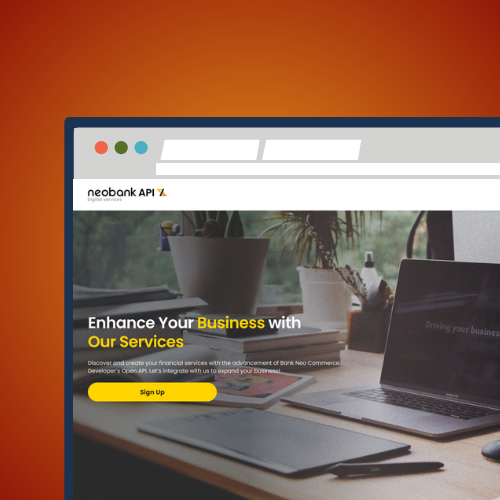 neobank API
Digital services
Enhance Your Business with
Our Services
Discover and create your financial services with the advancement of Bank Neo Commerce
Developer's Open API. Let's integrate with us to expand your business!
Sign Up
Driving your business